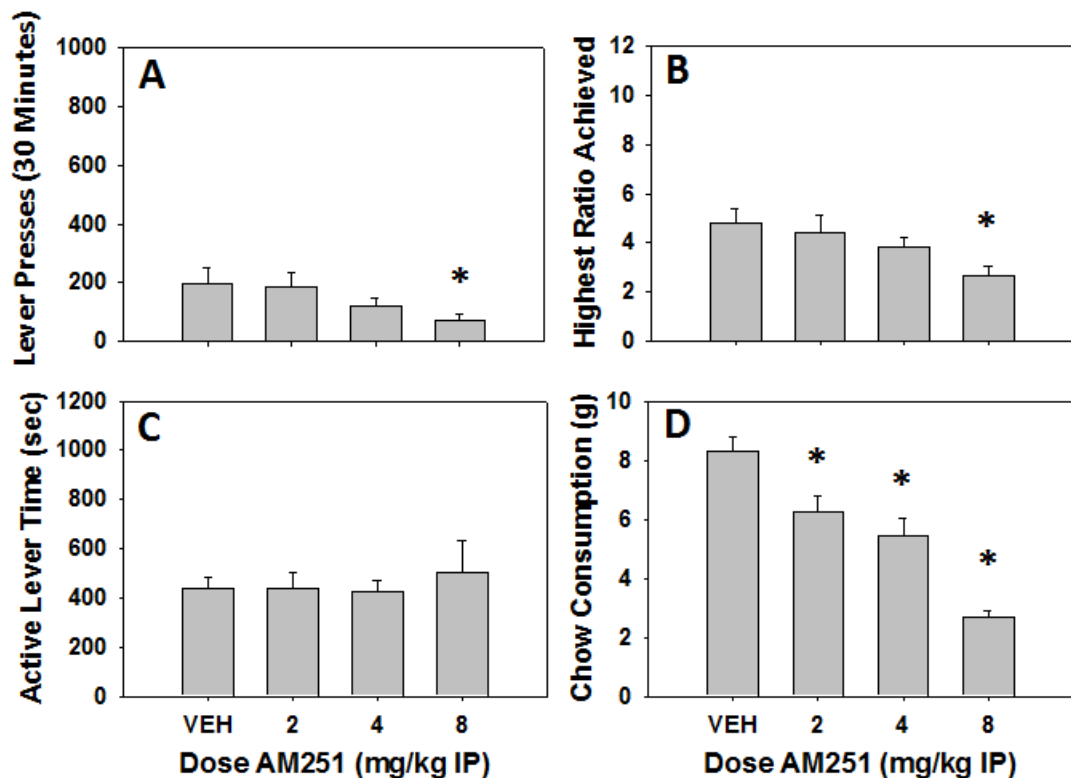 A
Lever Presses (30 Minutes)
1000
800
600
400
200
0
*
B
Highest Ratio Achieved
12
10
8
6
4
2
0
*
C
Active Lever Time (sec)
1200
1000
800
600
400
200
0
VEH 2 4 8
Dose AM251 (mg/kg IP)
D
Chow Consumption (g)
10
8
6
4
2
0
* * *
VEH 2 4 8
Dose AM251 (mg/kg IP)